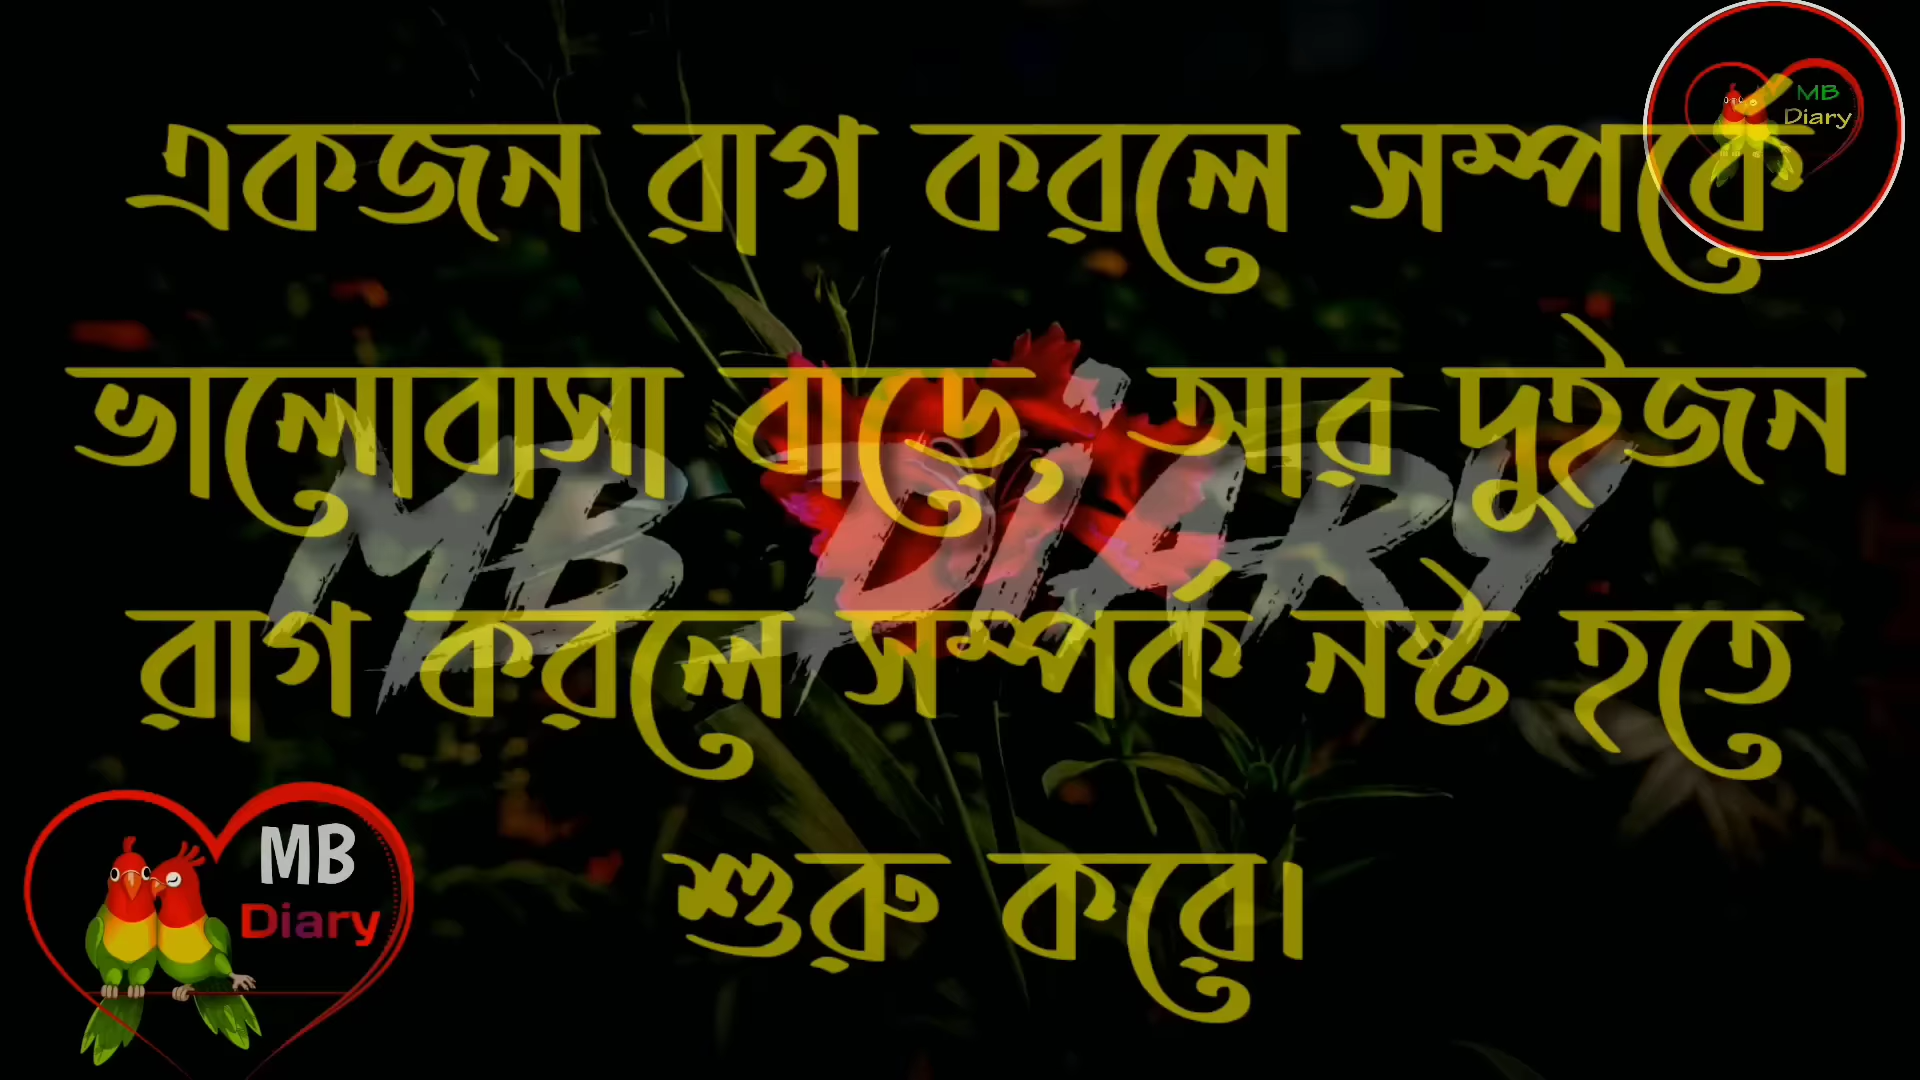 MB
Diary
একজন রাগ করলে সম্পর্কে
ভালোবাসা বাড়ে, আর দুইজন
MB DiARY
রাগ করলে সম্পর্ক নষ্ট হতে
শুরু করে।
MB
Diary